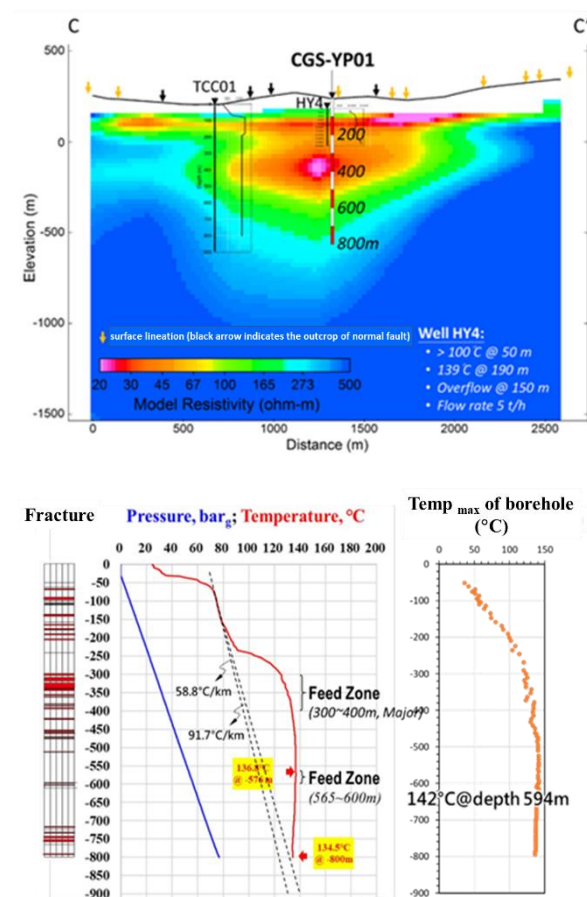 C C'
CGS-YP01
TCC01
HY4
500
0
-500
-1000
-1500
Elevation (m)
200
400
600
800m
surface lineation (black arrow indicates the outcrop of normal fault)
20 30 45 67 100 165 273 500
Model Resistivity (ohm-m)
Well HY4:
• > 100℃ @ 50 m
• 139℃ @ 190 m
• Overflow @ 150 m
• Flow rate 5 t/h
0 500 1000 1500 2000 2500
Distance (m)
Fracture
Pressure, barg; Temperature, °C
0 20 40 60 80 100 120 140 160 180 200
0
-50
-100
-150
-200
-250
-300
-350
-400
-450
-500
-550
-600
-650
-700
-750
-800
-850
-900
58.8°C/km
91.7°C/km
Feed Zone
(300~400m, Major)
Feed Zone
(565~600m)
@ -576m
134.5°C
@ -800m
Temp max of borehole
(°C)
0 50 100 150
0
-100
-200
-300
-400
-500
-600
-700
-800
-900
142°C@depth 594m